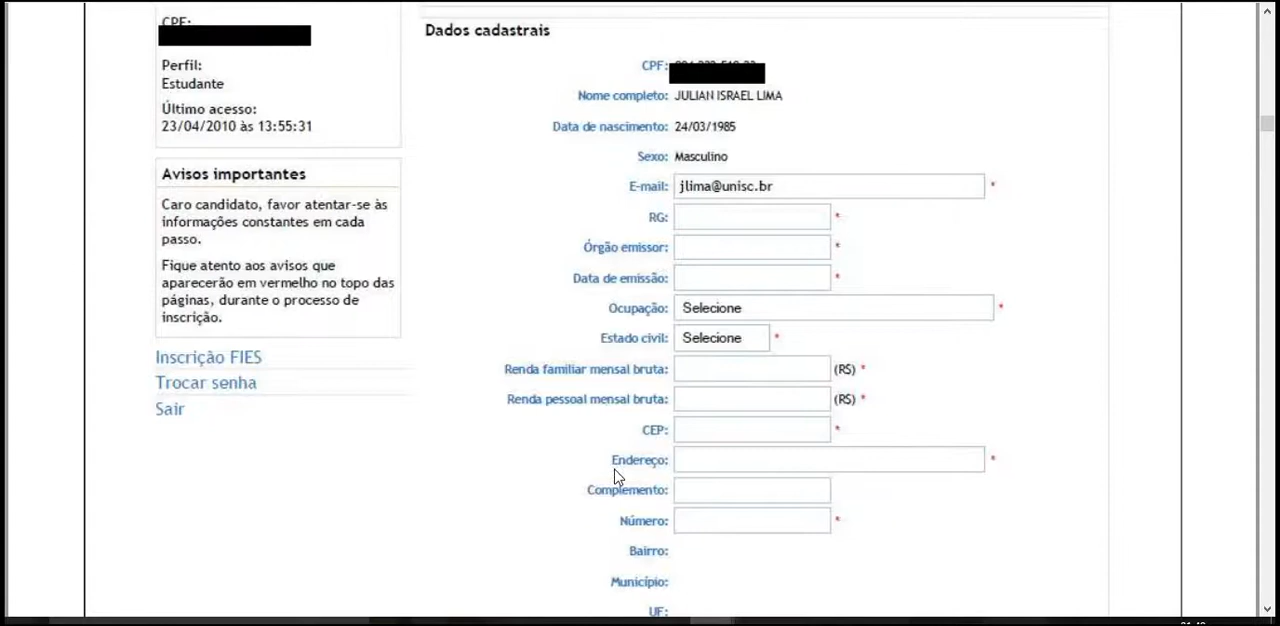 CPF:
Perfil:
Estudante
Último acesso:
23/04/2010 às 13:55:31
Avisos importantes
Caro candidato, favor atentar-se às
informações constantes em cada
passo.
Fique atento aos avisos que
aparecerão em vermelho no topo das
páginas, durante o processo de
inscrição.
Inscrição FIES
Trocar senha
Sair
Dados cadastrais
CPF:
Nome completo: JULIAN ISRAEL LIMA
Data de nascimento: 24/03/1985
Sexo: Masculino
E-mail: jlima@unisc.br *
RG: *
Órgão emissor: *
Data de emissão: *
Ocupação: Selecione *
Estado civil: Selecione *
Renda familiar mensal bruta: (R$) *
Renda pessoal mensal bruta: (R$) *
CEP: *
Endereço: *
Complemento:
Número: *
Bairro:
Município:
UF: